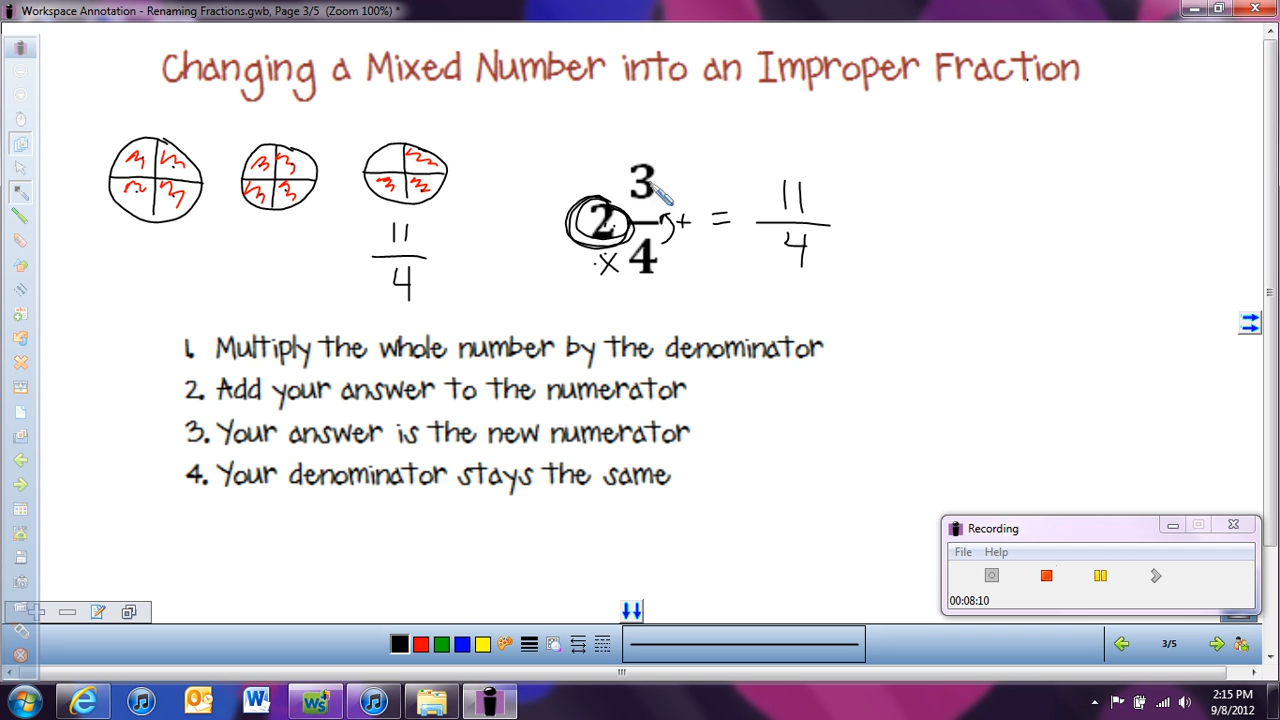 Workspace Annotation - Renaming Fractions.gwb, Page 3/5 (Zoom 100%) *
Changing a Mixed Number into an Improper Fraction
11
4
2 3
4
x
+
=
11
4
1. Multiply the whole number by the denominator
2. Add your answer to the numerator
3. Your answer is the new numerator
4. Your denominator stays the same
Recording
File Help
00:08:10
3/5
2:15 PM
9/8/2012